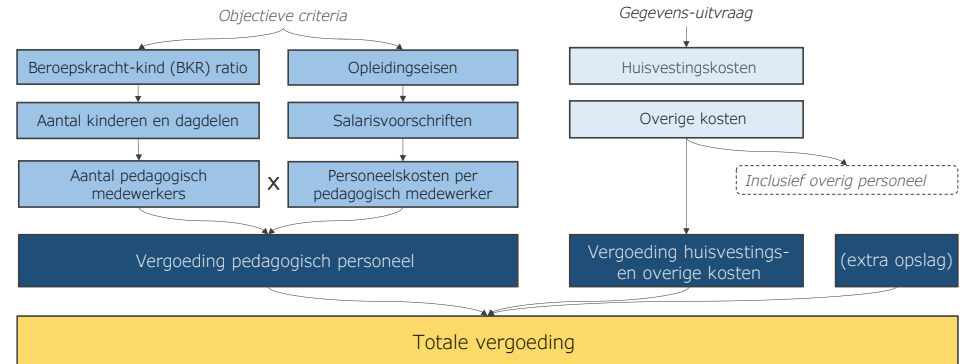 Objectieve criteria
Gegevens-uitvraag
Beroepskracht-kind (BKR) ratio
Opleidingseisen
Huisvestingskosten
Aantal kinderen en dagdelen
Salarisvoorschriften
Overige kosten
Aantal pedagogisch
medewerkers
X
Personeelskosten per
pedagogisch medewerker
Inclusief overig personeel
Vergoeding pedagogisch personeel
Vergoeding huisvestings-
en overige kosten
(extra opslag)
Totale vergoeding